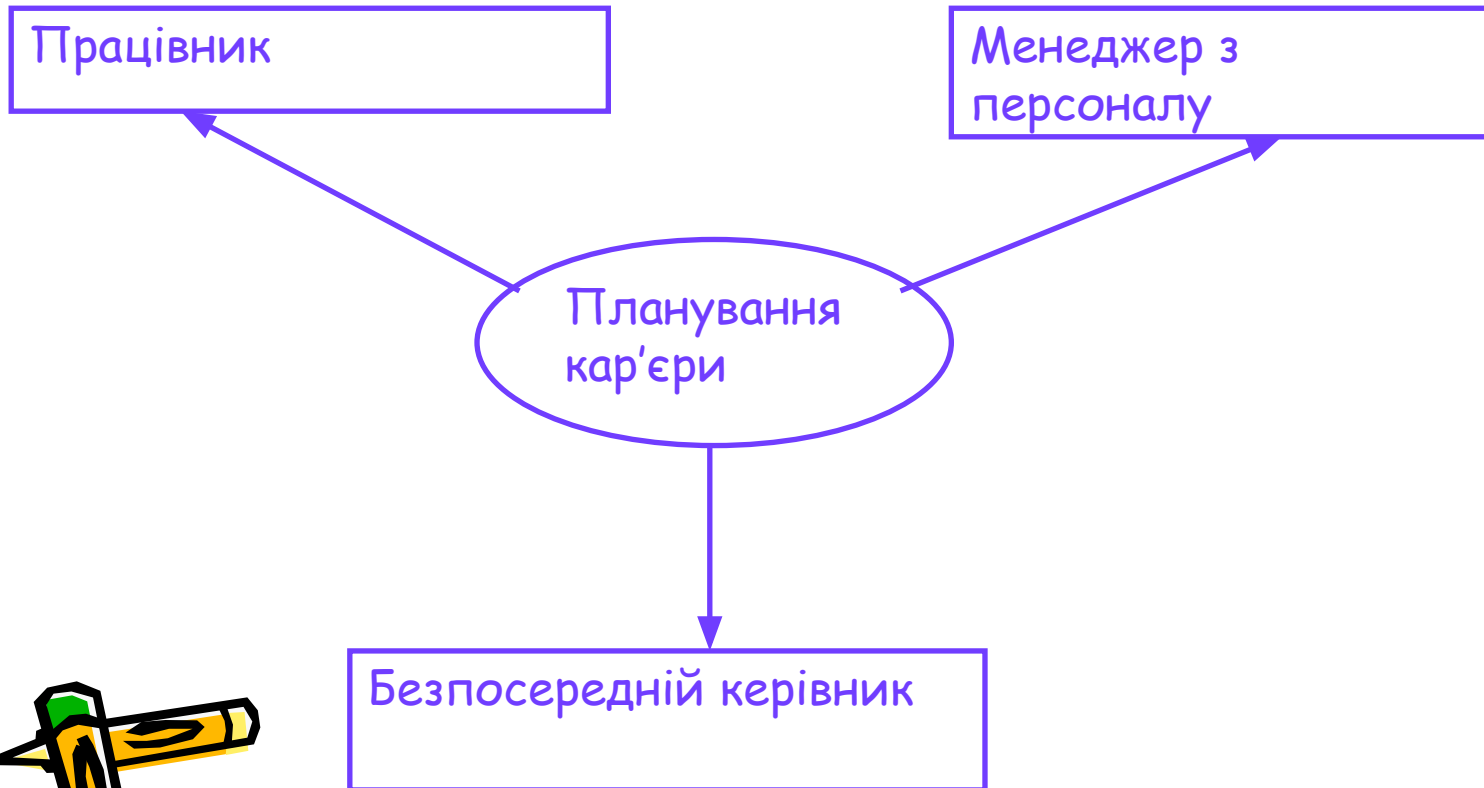 Працівник
Менеджер з
персоналу
Планування
кар’єри
Безпосередній керівник